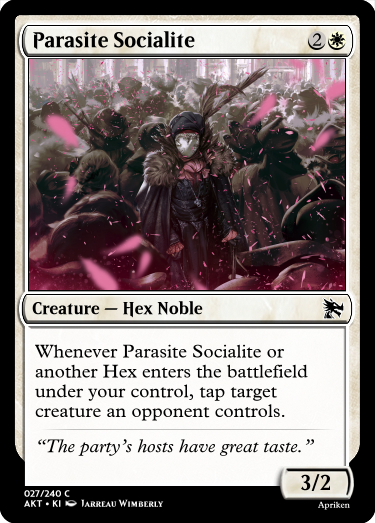 Parasite Socialite 2
Creature — Hex Noble
Whenever Parasite Socialite or
another Hex enters the battlefield
under your control, tap target
creature an opponent controls.
“The party’s hosts have great taste.”
3/2
027/240 C
AKT • KI Jarreau Wimberly
Apriken